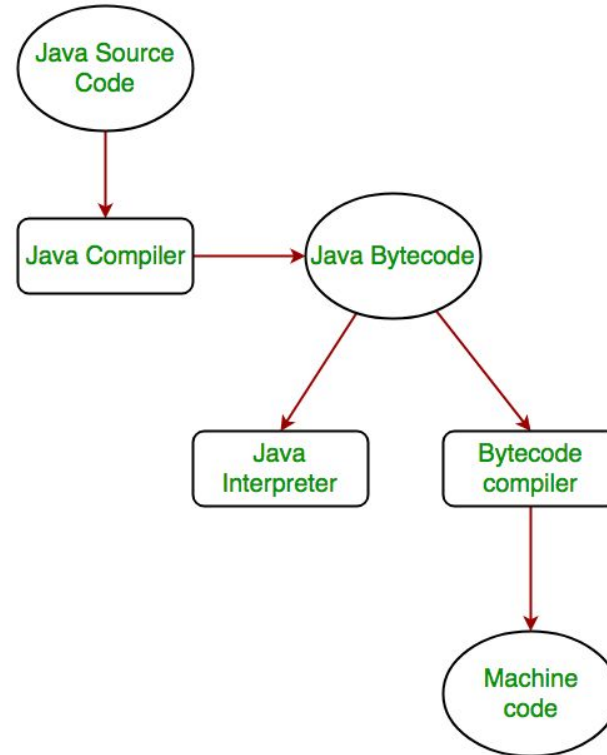 Java Source
Code
Java Compiler
Java Bytecode
Java
Interpreter
Bytecode
compiler
Machine
code